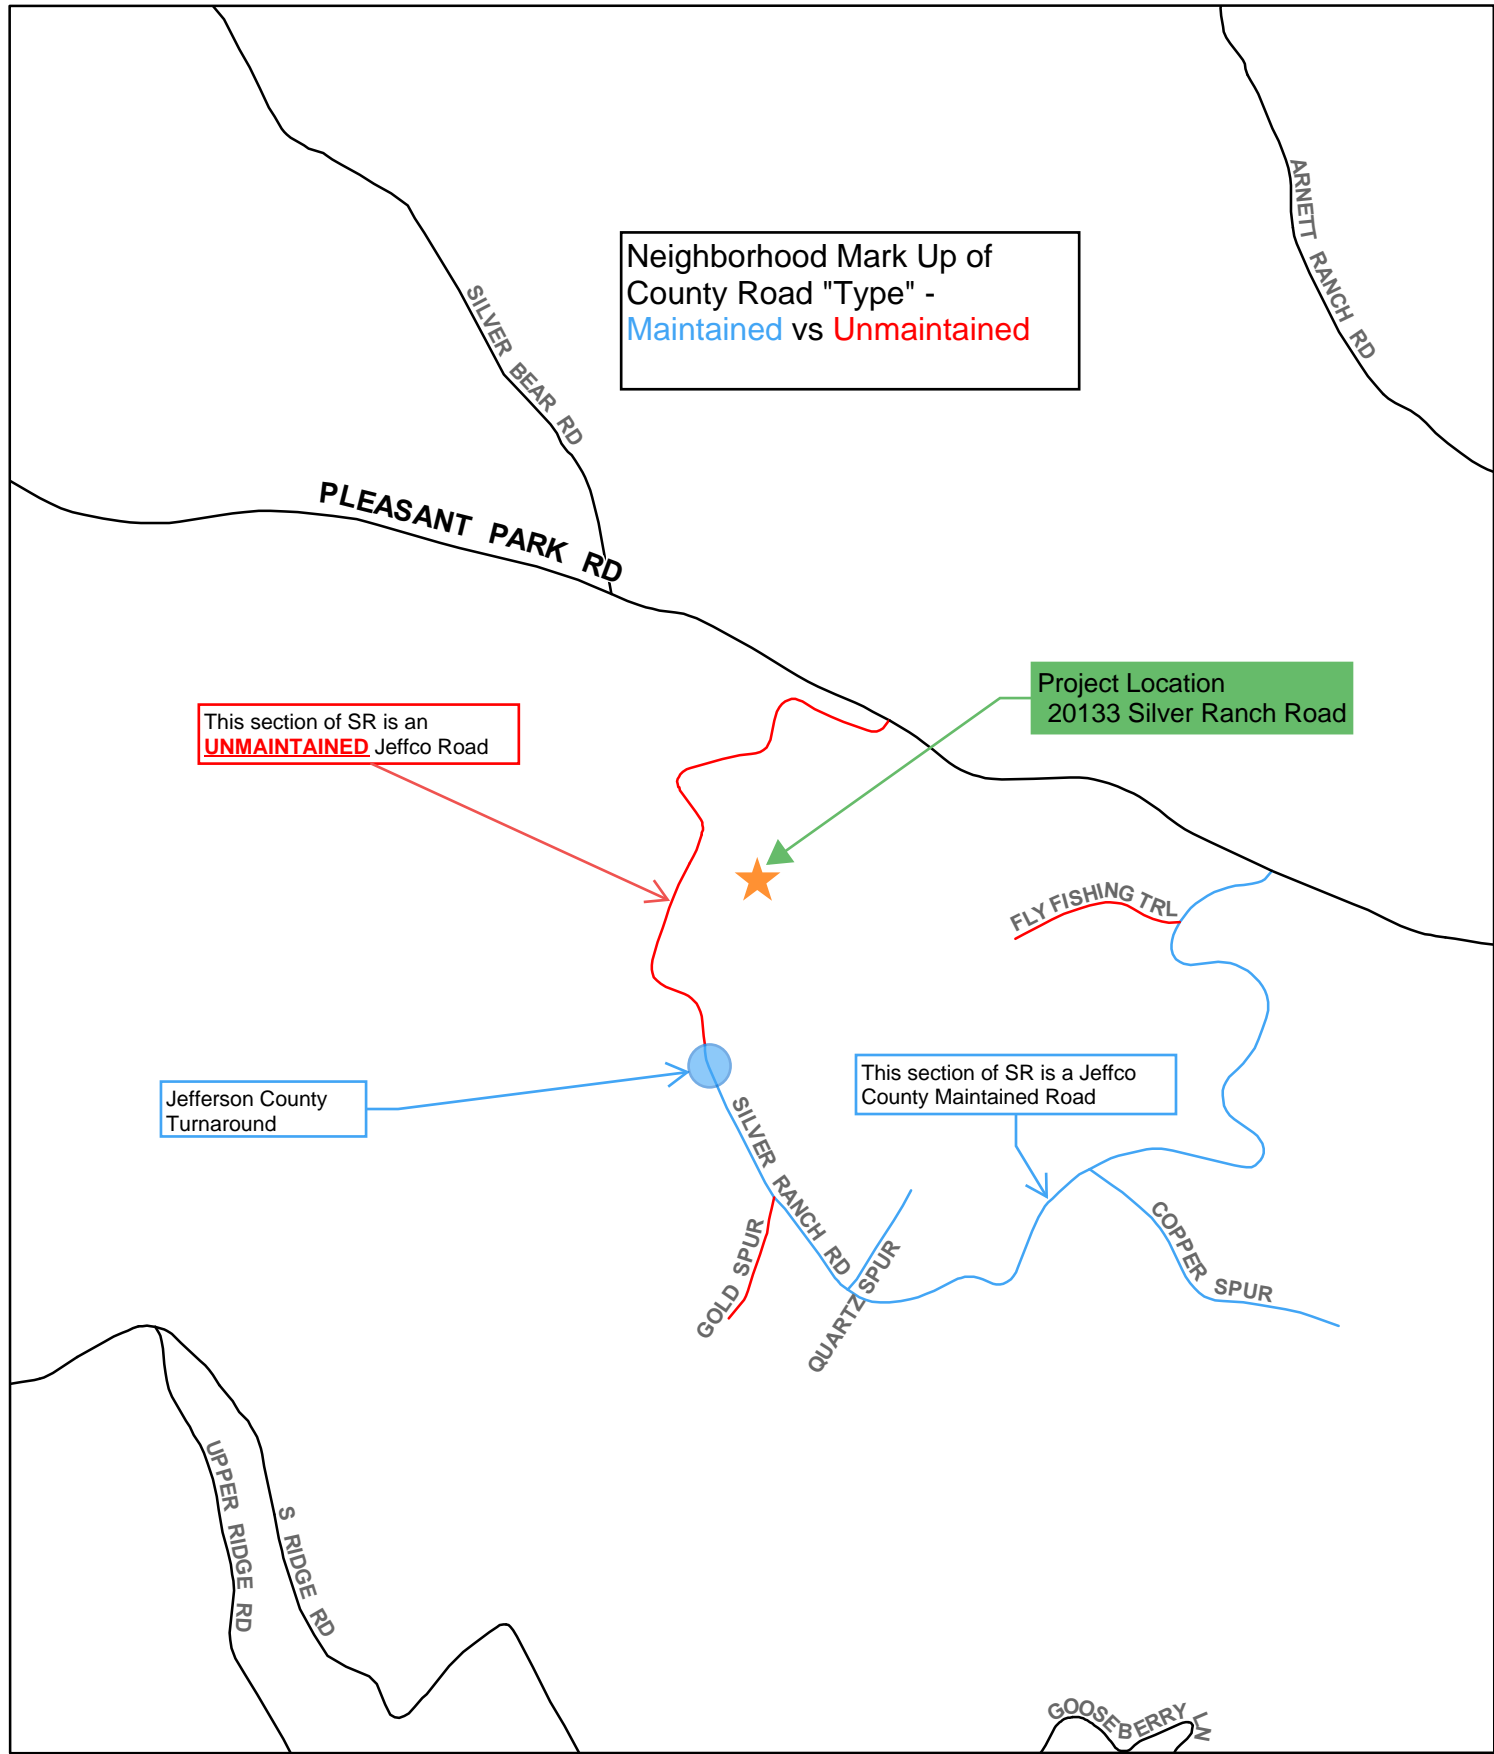 ARNETT RANCH RD
Neighborhood Mark Up of
County Road "Type" -
Maintained vs Unmaintained
SILVER BEAR RD
PLEASANT PARK RD
Project Location
20133 Silver Ranch Road
This section of SR is an
UNMAINTAINED Jeffco Road
FLY FISHING TRL
This section of SR is a Jeffco
County Maintained Road
Jefferson County
Turnaround
SILVER RANCH RD
GOLD SPUR
QUARTZ SPUR
COPPER SPUR
UPPER RIDGE RD
S RIDGE RD
GOOSEBERRY LN